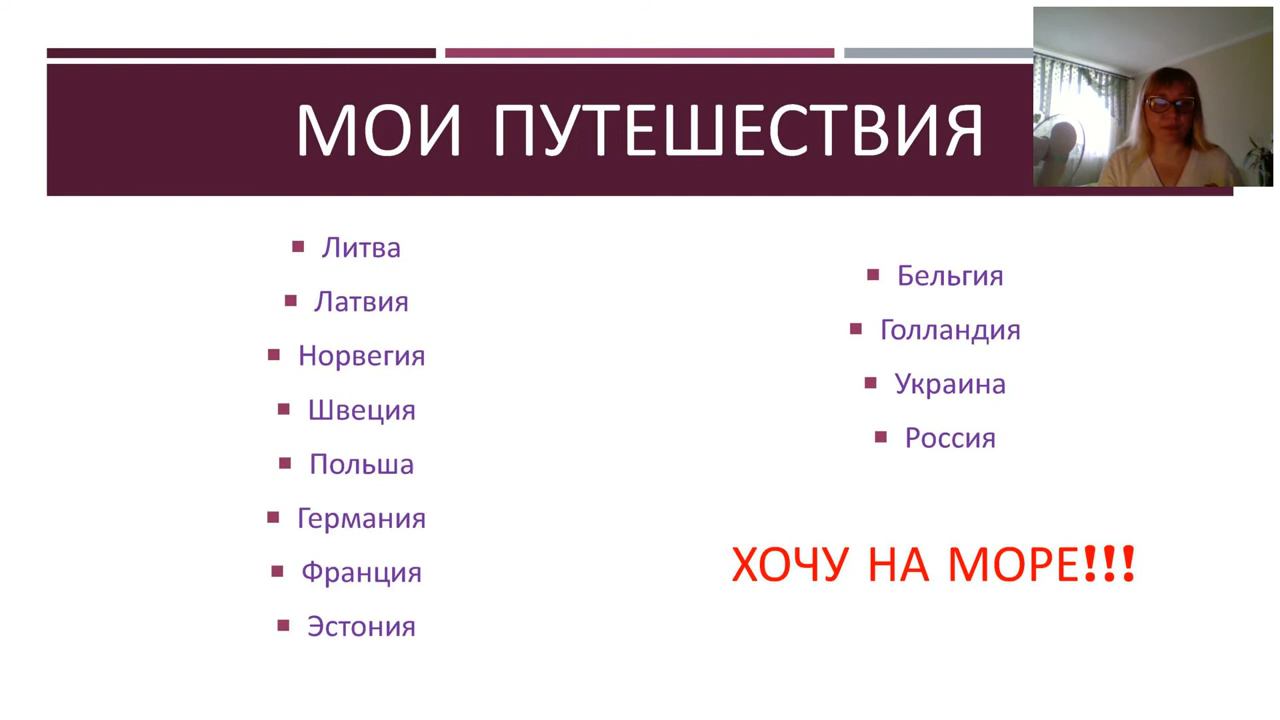 МОИ ПУТЕШЕСТВИЯ
Литва
Латвия
Норвегия
Швеция
Польша
Германия
Франция
Эстония
Бельгия
Голландия
Украина
Россия
ХОЧУ НА МОРЕ!!!